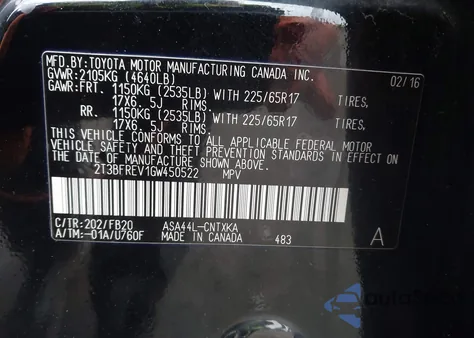 MFD.BY:TOYOTA MOTOR MANUFACTURING CANADA INC.
GVWR:2105KG (4640LB) 02/16
GAWR:FRT. 1150KG (2535LB) WITH 225/65R17 TIRES,
17X6. 5J RIMS.
RR. 1150KG (2535LB) WITH 225/65R17 TIRES,
17X6. 5J RIMS.
THIS VEHICLE CONFORMS TO ALL APPLICABLE FEDERAL MOTOR
VEHICLE SAFETY AND THEFT PREVENTION STANDARDS IN EFFECT ON
THE DATE OF MANUFACTURE SHOWN ABOVE.
2T3BFREV1GW450522 MPV
C/TR:202/FB20 ASA44L-CNTXKA
A/TM:-01A/U760F MADE IN CANADA 483 A